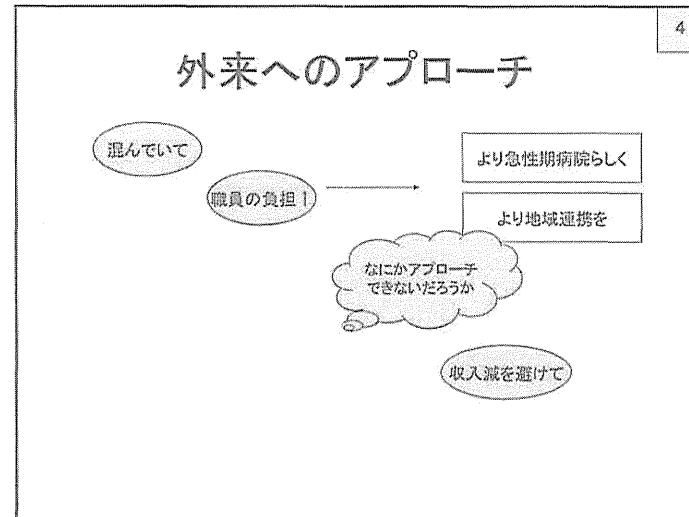 4
外来へのアプローチ
混んでいて
職員の負担↑
より急性期病院らしく
より地域連携を
なにかアプローチ
できないだろうか
収入減を避けて